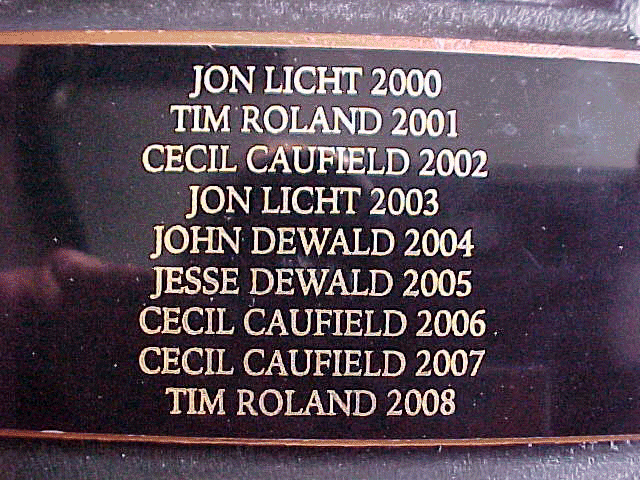 JON LICHT 2000
TIM ROLAND 2001
CECIL CAUFIELD 2002
JON LICHT 2003
JOHN DEWALD 2004
JESSE DEWALD 2005
CECIL CAUFIELD 2006
CECIL CAUFIELD 2007
TIM ROLAND 2008